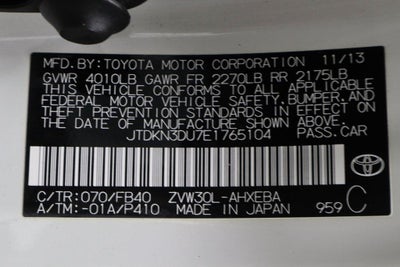 MFD.BY:TOYOTA MOTOR CORPORATION 11/13
GVWR 4010LB GAWR FR 2270LB RR 2175LB
THIS VEHICLE CONFORMS TO ALL APPLICABLE
FEDERAL MOTOR VEHICLE SAFETY, BUMPER, AND
THEFT PREVENTION STANDARDS IN EFFECT ON
THE DATE OF MANUFACTURE SHOWN ABOVE.
JTDKN3DU7E1765104 PASS.CAR
C/TR:070/FB40 ZVW30L-AHXEBA
A/TM:-01A/P410 MADE IN JAPAN 959 C
TOYOTA